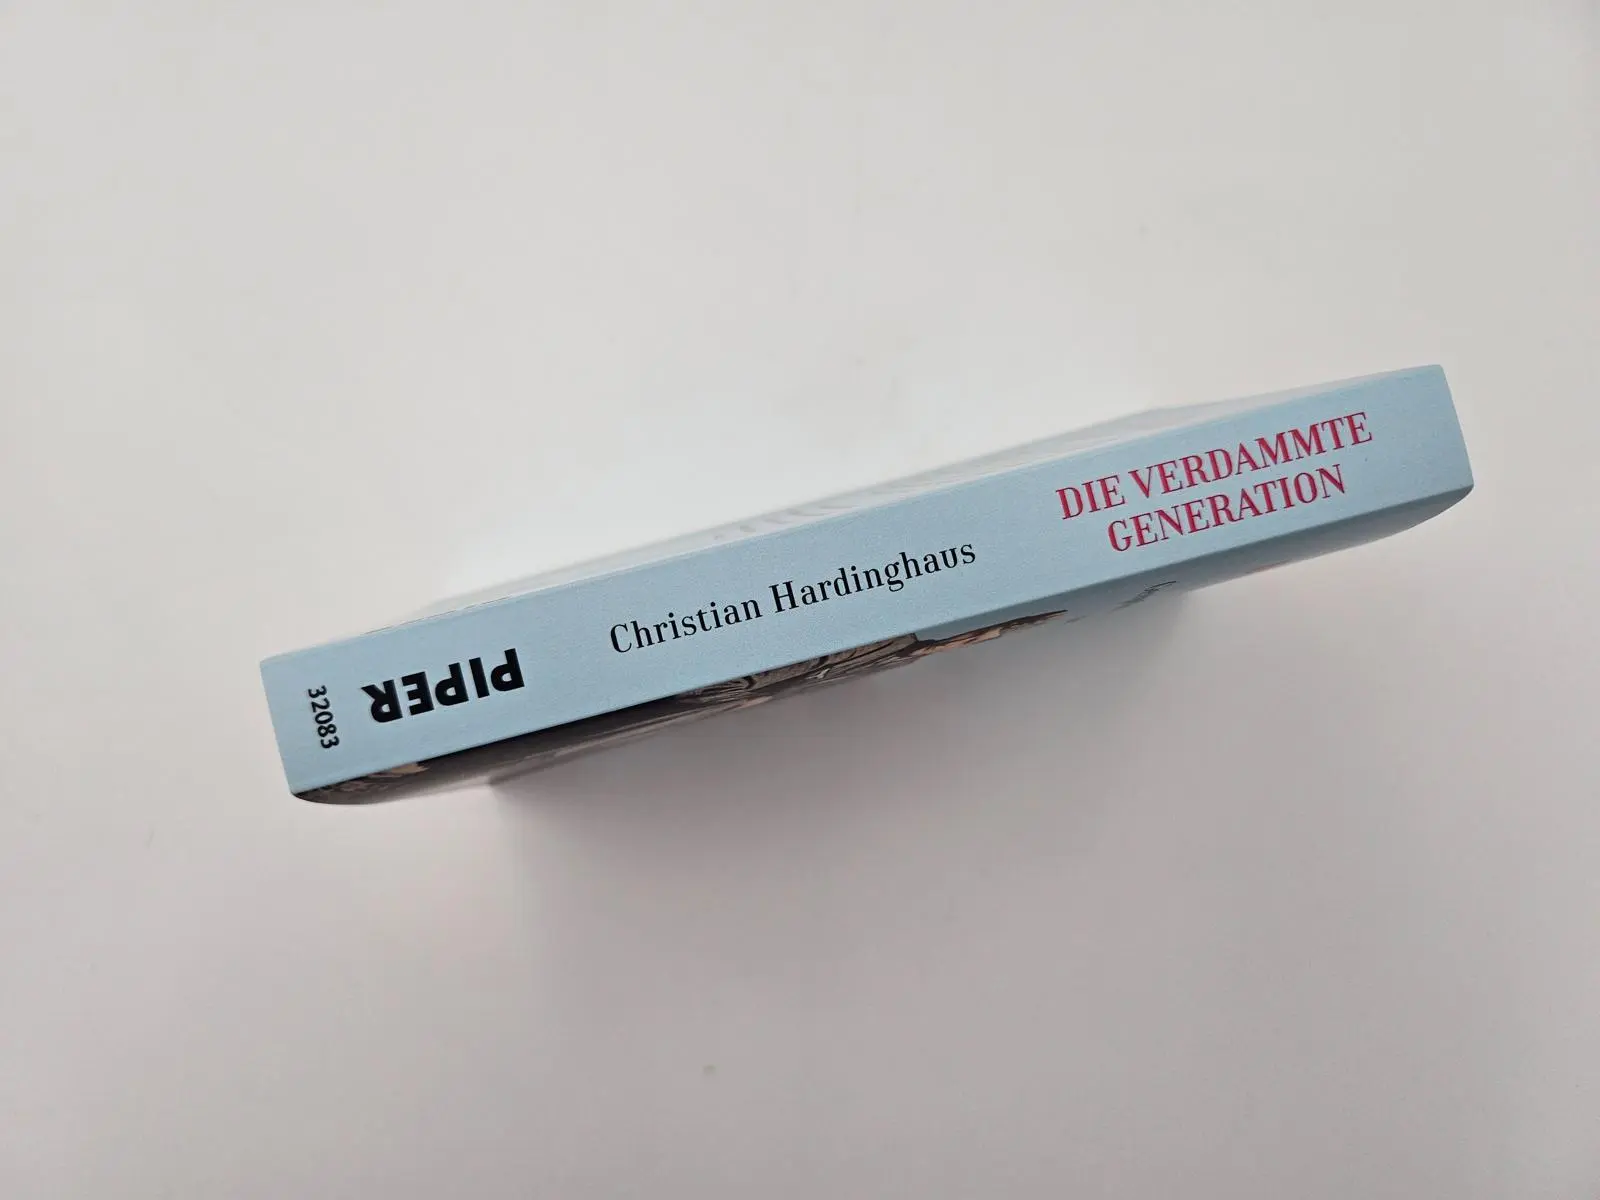 DIE VERDAMMTE
GENERATION
Christian Hardinghaus
PIPER
32083